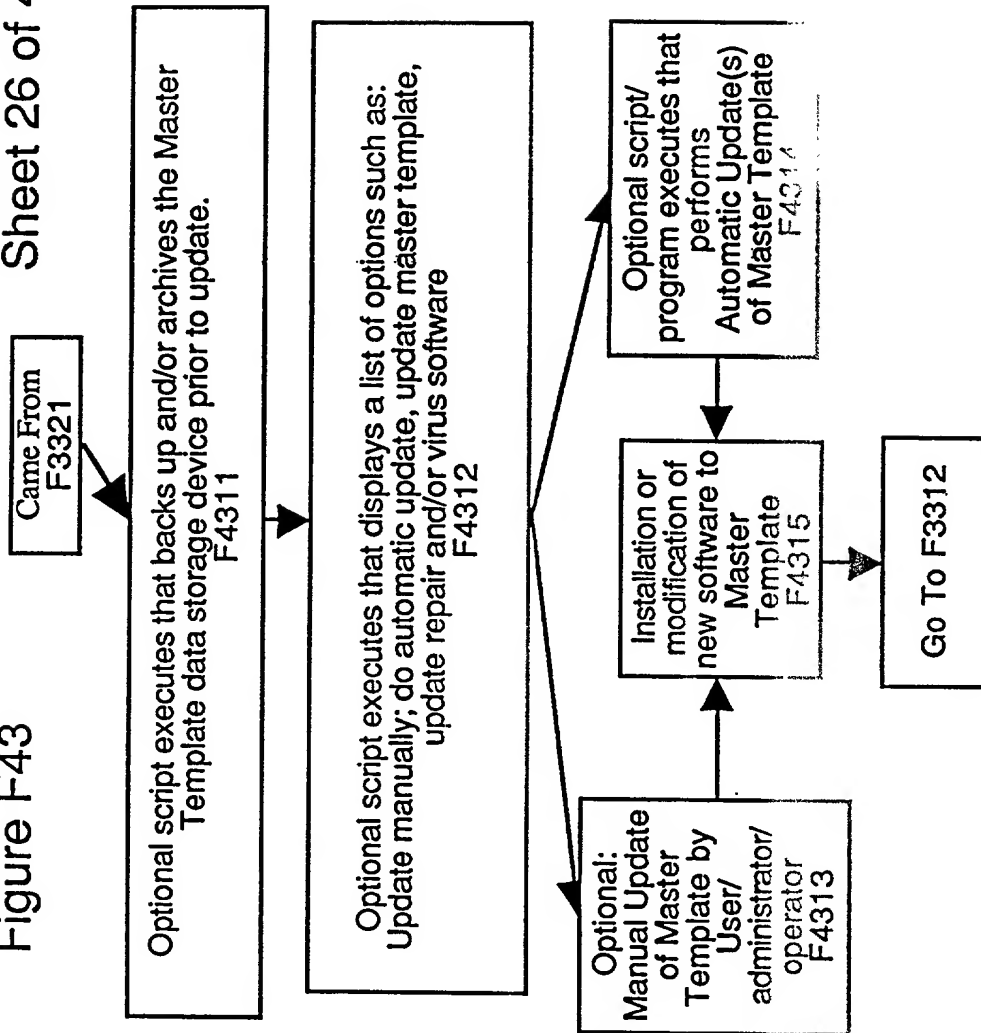 Figure F43
Sheet 26 of 4
Came From
F3321
Optional script executes that backs up and/or archives the Master
Template data storage device prior to update.
F4311
Optional script executes that displays a list of options such as:
Update manually; do automatic update, update master template,
update repair and/or virus software
F4312
Optional:
Manual Update
of Master
Template by
User/
administrator/
operator
F4313
Optional script/
program executes that
performs
Automatic Update(s)
of Master Template
F4314
Installation or
modification of
new software to
Master
Template
F4315
Go To F3312